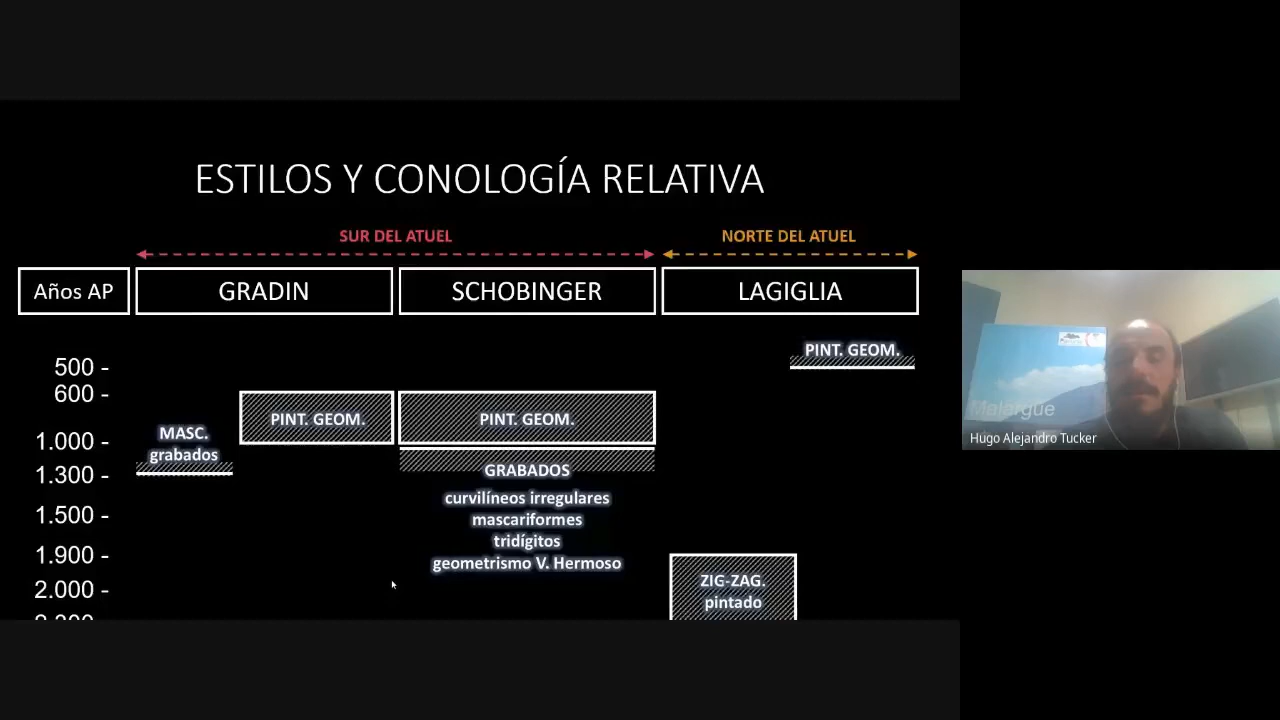 ESTILOS Y CONOLOGÍA RELATIVA
SUR DEL ATUEL
NORTE DEL ATUEL
Años AP
GRADIN
SCHOBINGER
LAGIGLIA
PINT. GEOM.
500 -
600 -
PINT. GEOM.
PINT. GEOM.
MASC.
grabados
1.000 -
1.300 -
GRABADOS
curvilíneos irregulares
mascariformes
tridígitos
geometrismo V. Hermoso
1.500 -
1.900 -
2.000 -
ZIG-ZAG.
pintado
Malargüe
Hugo Alejandro Tucker